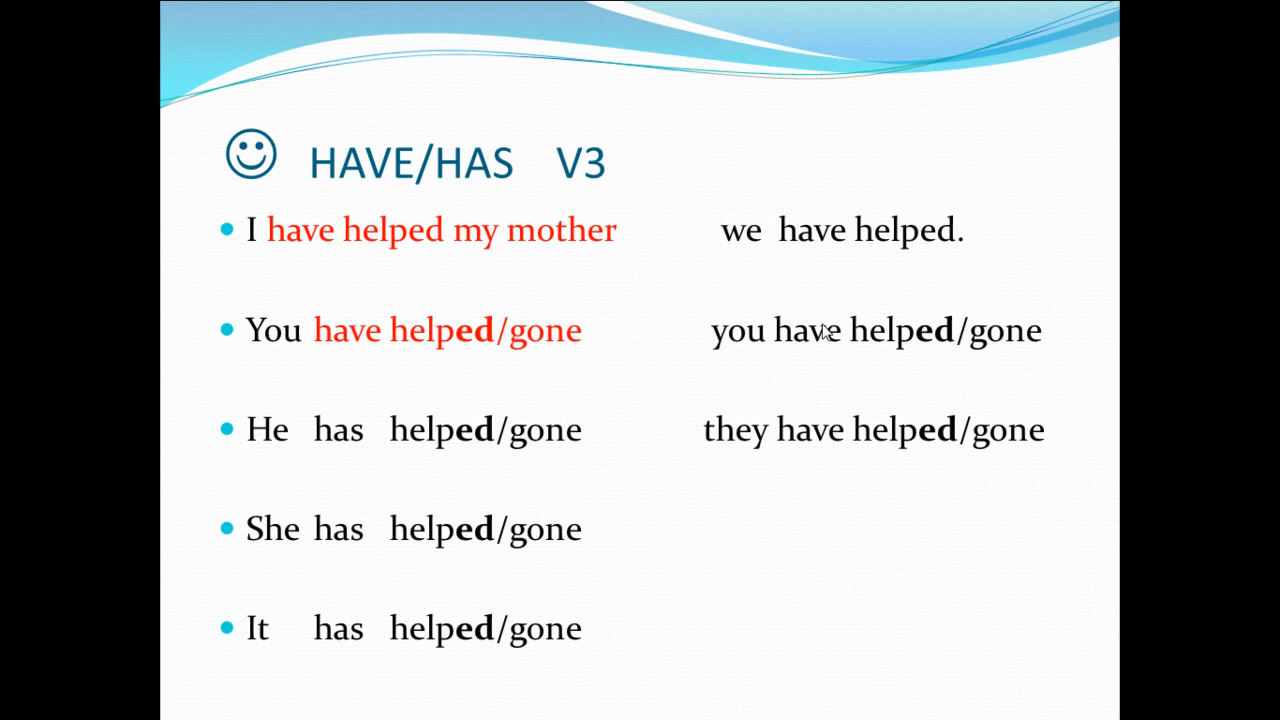 ☺ HAVE/HAS V3
• I have helped my mother we have helped.
• You have helped/gone you have helped/gone
• He has helped/gone they have helped/gone
• She has helped/gone
• It has helped/gone